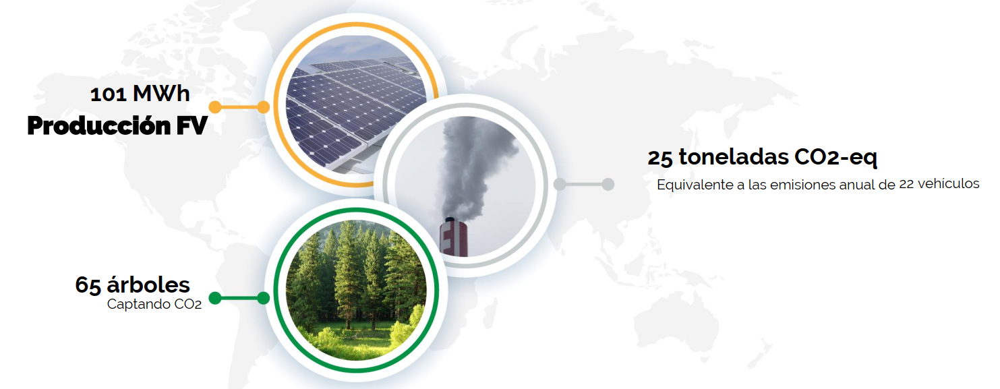 101 MWh
Producción FV
25 toneladas CO2-eq
Equivalente a las emisiones anual de 22 vehículos
65 árboles
Captando CO2